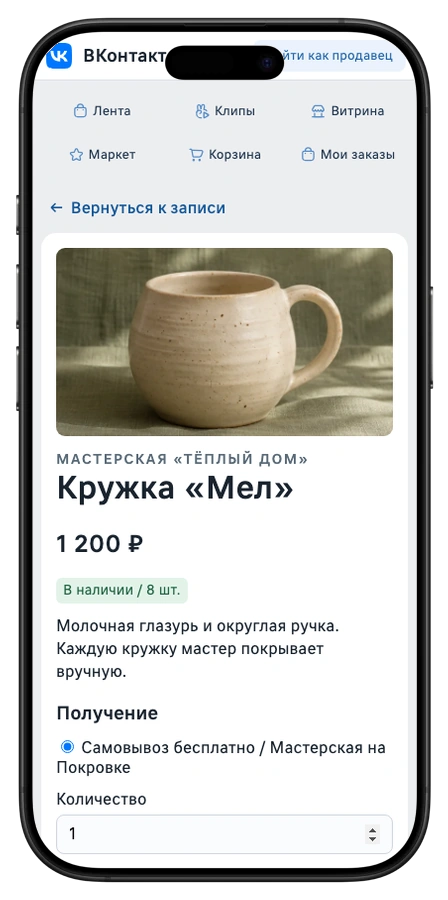 ВКонтакт
йти как продавец
Лента
Клипы
Витрина
Маркет
Корзина
Мои заказы
← Вернуться к записи
МАСТЕРСКАЯ «ТЁПЛЫЙ ДОМ»
Кружка «Мел»
1 200 ₽
В наличии / 8 шт.
Молочная глазурь и округлая ручка.
Каждую кружку мастер покрывает
вручную.
Получение
Самовывоз бесплатно / Мастерская на
Покровке
Количество
1